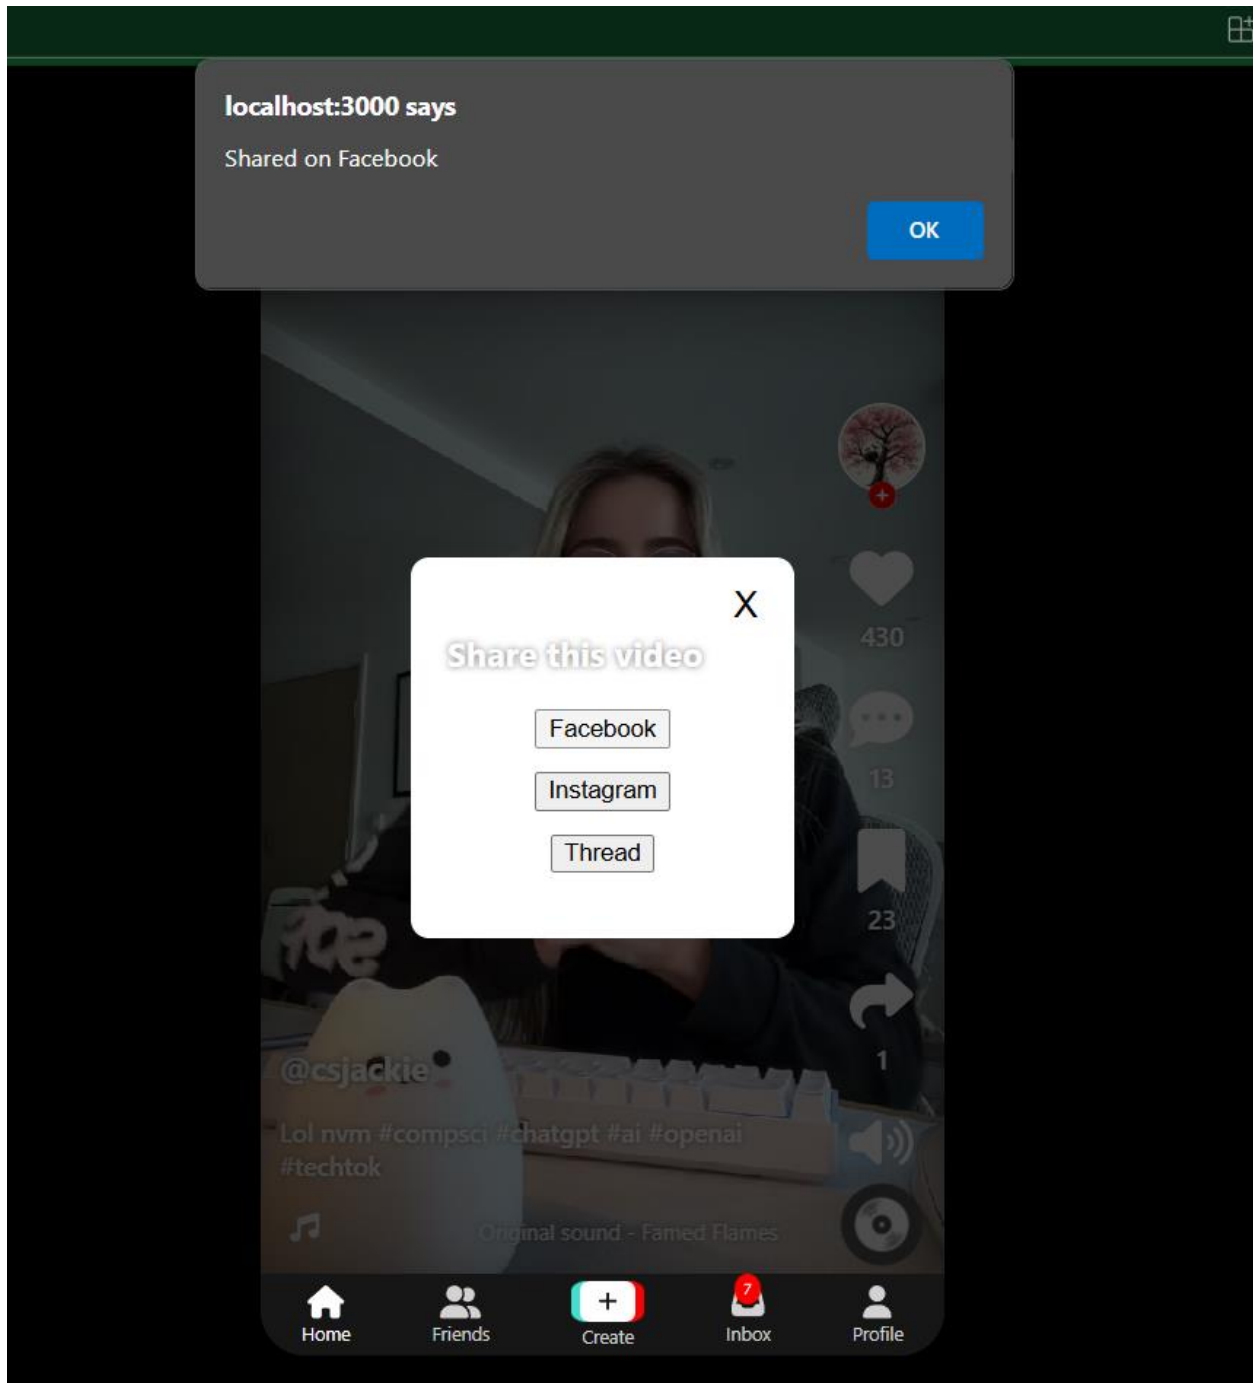 localhost:3000 says
Shared on Facebook
OK
X
Share this video
Facebook
Instagram
Thread
430
13
23
1
@csjackie
Lol nvm #compsci #chatgpt #ai #openai
#techtok
Original sound - Famed Flames
7
Home
Friends
Create
Inbox
Profile